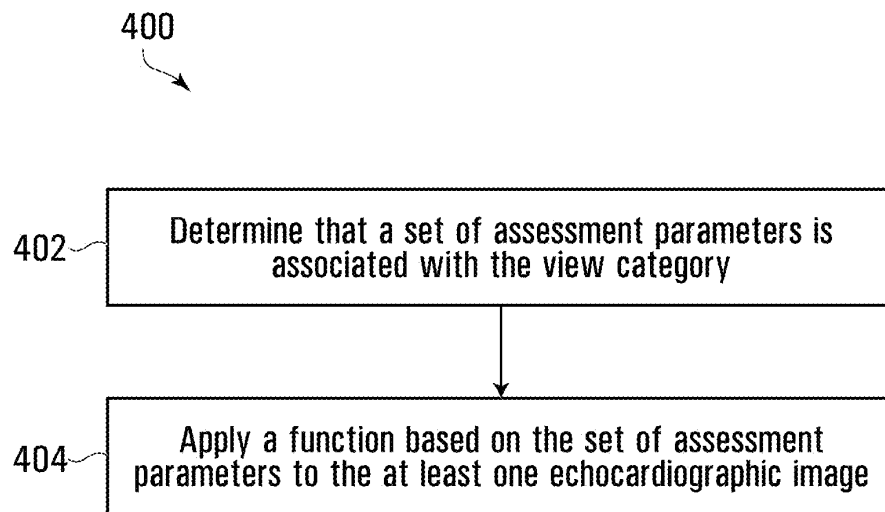 400
402
Determine that a set of assessment parameters is
associated with the view category
404
Apply a function based on the set of assessment
parameters to the at least one echocardiographic image